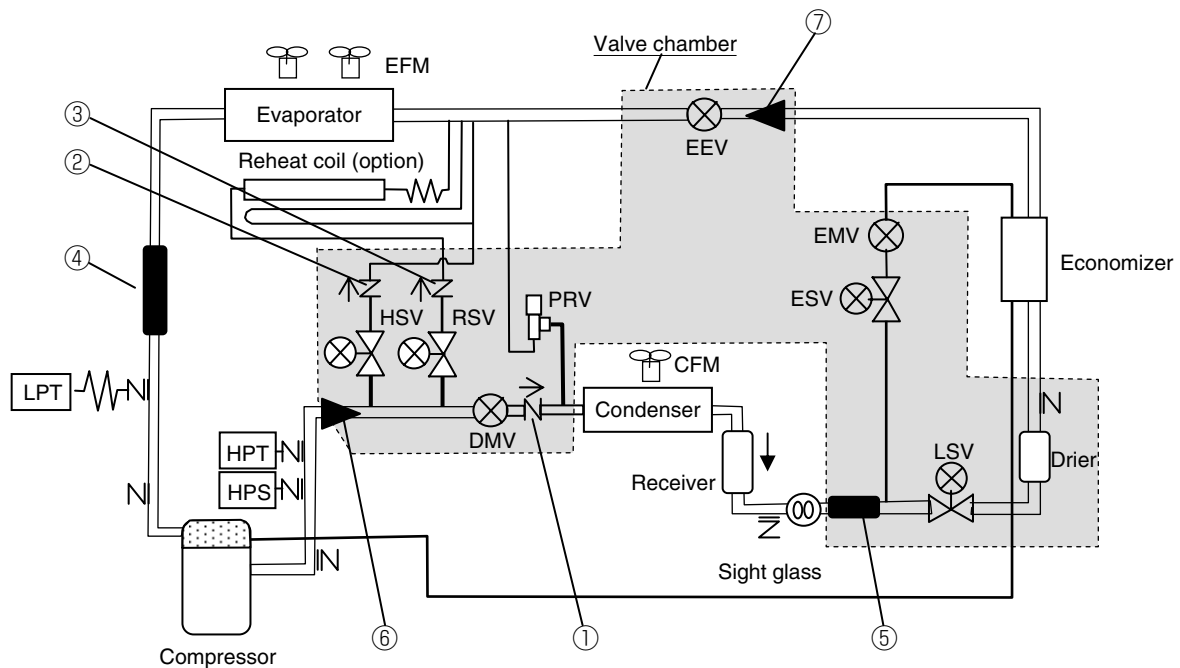 ⑦
Valve chamber
EFM
③
Evaporator
EEV
②
Reheat coil (option)
EMV
④
Economizer
ESV
PRV
HSV
RSV
CFM
LPT
Condenser
DMV
HPT
LSV
Drier
Receiver
HPS
Sight glass
⑥
①
⑤
Compressor